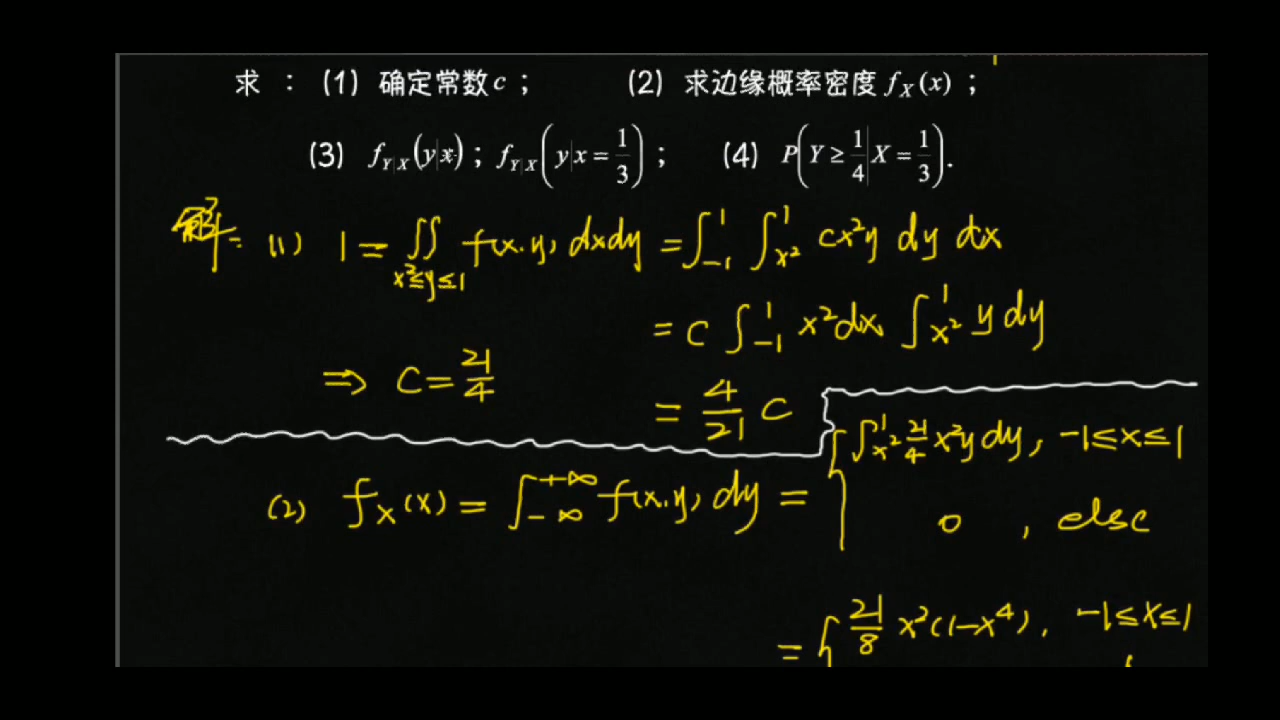 求 : (1) 确定常数 c ; (2) 求边缘概率密度 f_X(x) ;
(3) f_{Y|X}(y|x) ; f_{Y|X}(y|x = 1/3) ; (4) P(Y ≥ 1/4 | X = 1/3).
解: (1) 1 = ∬_{x²≤y≤1} f(x,y) dxdy = ∫_{-1}^{1} ∫_{x²}^{1} cx²y dy dx
= c ∫_{-1}^{1} x²dx ∫_{x²}^{1} y dy
⇒ C = 21/4
= 4/21 C
(2) f_X(x) = ∫_{-∞}^{+∞} f(x,y) dy = { ∫_{x²}^{1} 21/4 x²y dy, -1≤x≤1
0 , else
= { 21/8 x²(1-x⁴), -1≤x≤1